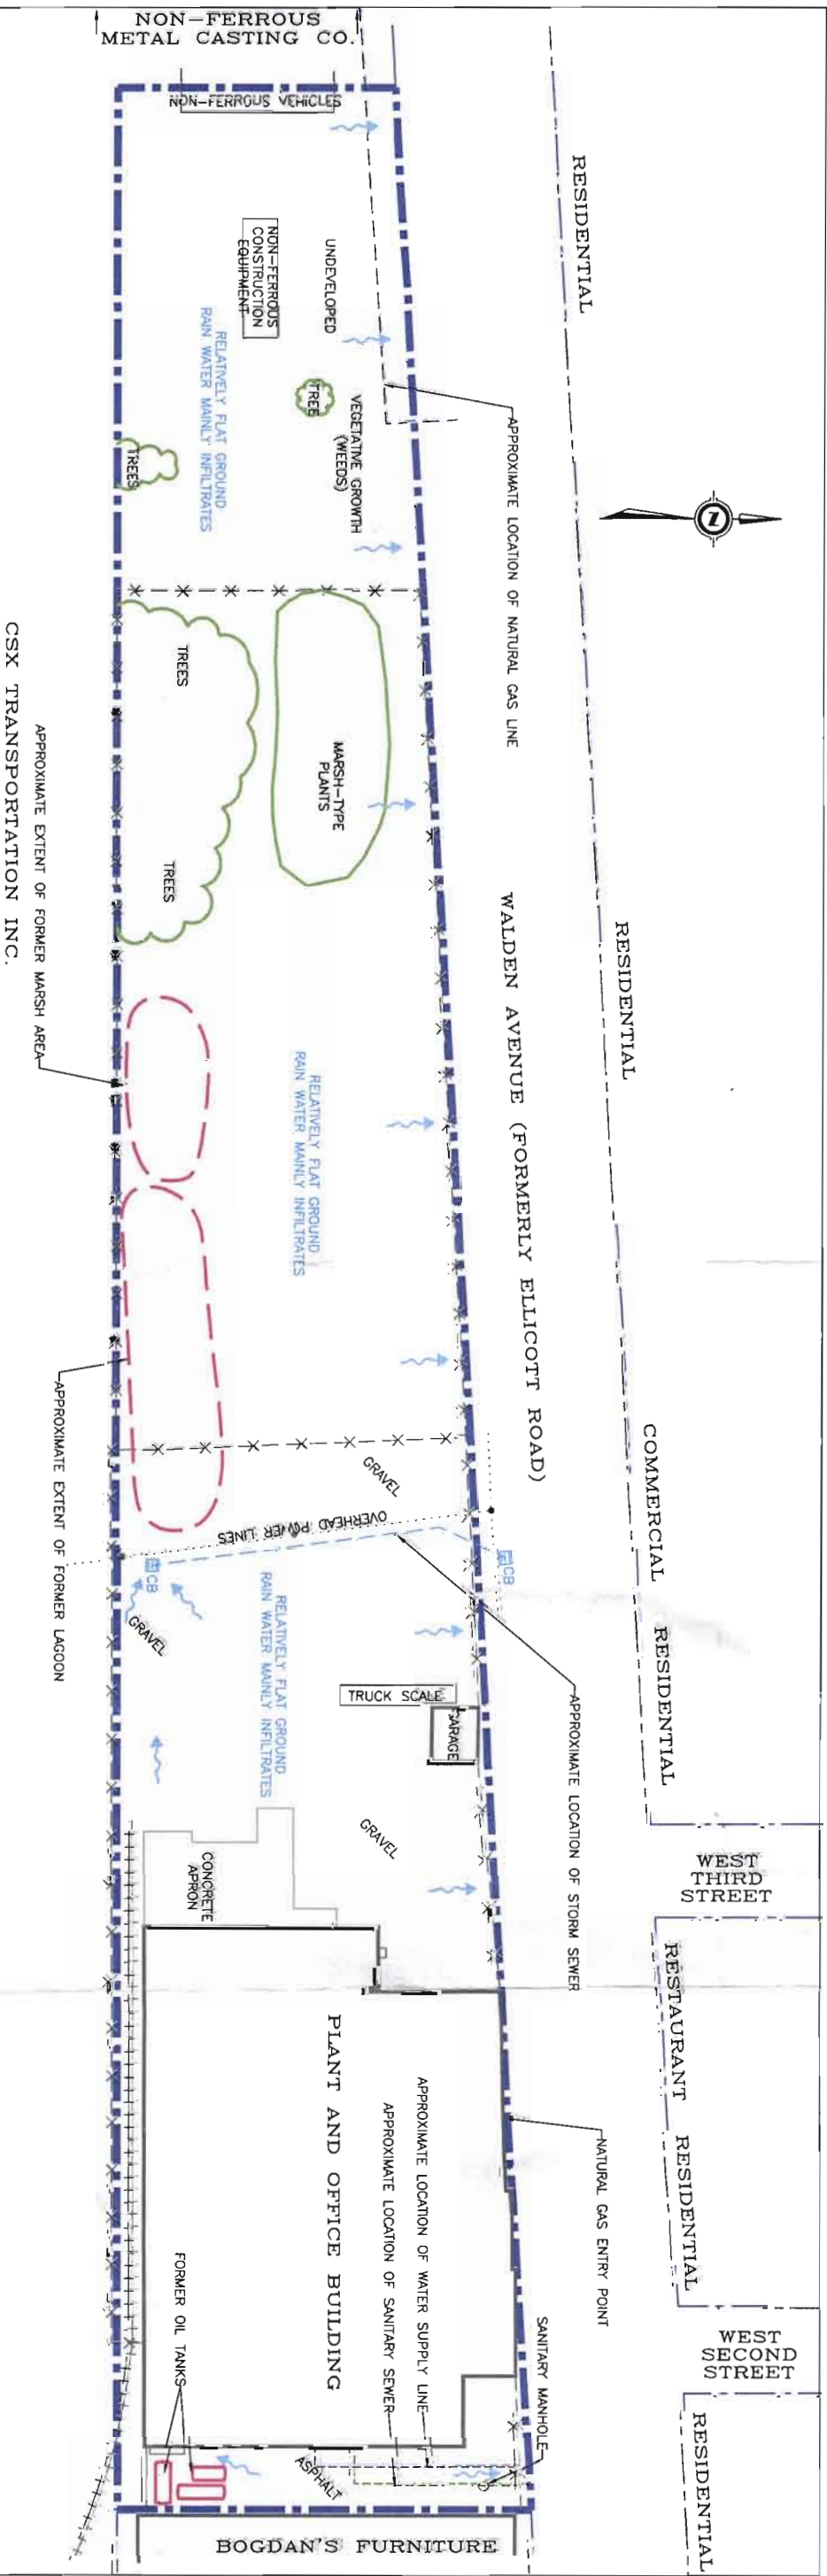 NON-FERROUS
METAL CASTING CO.
NON-FERROUS VEHICLES
RESIDENTIAL
UNDEVELOPED
NON-FERROUS
CONSTRUCTION
EQUIPMENT
RELATIVELY FLAT GROUND
RAIN WATER MAINLY INFILTRATES
TREE
VEGETATIVE GROWTH
(WEEDS)
TREES
APPROXIMATE LOCATION OF NATURAL GAS LINE
Z
TREES
MARSH-TYPE
PLANTS
TREES
CSX TRANSPORTATION INC.
APPROXIMATE EXTENT OF FORMER MARSH AREA
WALDEN AVENUE (FORMERLY ELLICOTT ROAD)
RESIDENTIAL
RELATIVELY FLAT GROUND
RAIN WATER MAINLY INFILTRATES
APPROXIMATE EXTENT OF FORMER LAGOON
COMMERCIAL
GRAVEL
OVERHEAD POWER LINES
CB
CB
GRAVEL
RELATIVELY FLAT GROUND
RAIN WATER MAINLY INFILTRATES
RESIDENTIAL
TRUCK SCALE
GARAGE
APPROXIMATE LOCATION OF STORM SEWER
GRAVEL
CONCRETE
APRON
WEST
THIRD
STREET
RESTAURANT
RESIDENTIAL
PLANT AND OFFICE BUILDING
APPROXIMATE LOCATION OF WATER SUPPLY LINE
APPROXIMATE LOCATION OF SANITARY SEWER
NATURAL GAS ENTRY POINT
FORMER OIL TANKS
SANITARY MANHOLE
WEST
SECOND
STREET
ASPHALT
RESIDENTIAL
BOGDAN'S FURNITURE